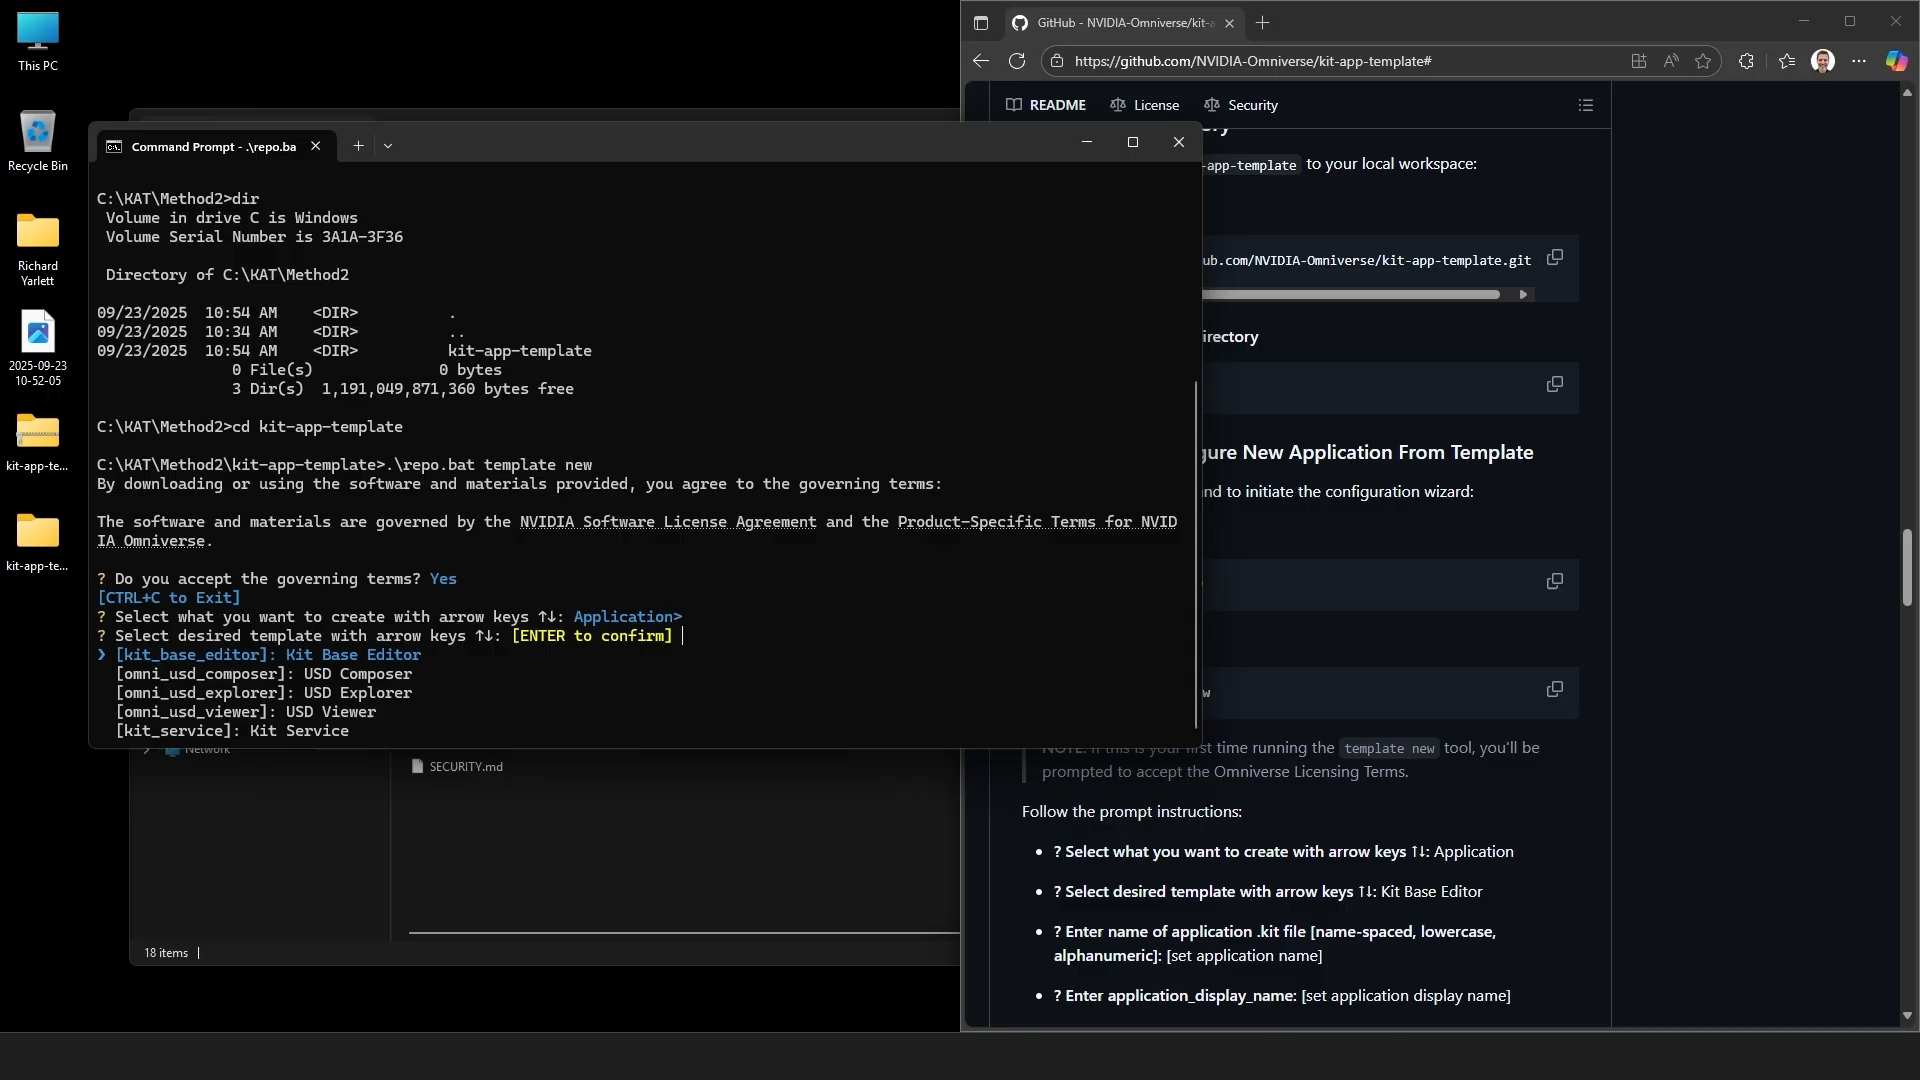 This PC
Recycle Bin
Richard
Yarlett
2025-09-23
10-52-05
kit-app-te...
kit-app-te...
Command Prompt - .\repo.ba
C:\KAT\Method2>dir
Volume in drive C is Windows
Volume Serial Number is 3A1A-3F36
Directory of C:\KAT\Method2
09/23/2025 10:54 AM <DIR> .
09/23/2025 10:34 AM <DIR> ..
09/23/2025 10:54 AM <DIR> kit-app-template
0 File(s) 0 bytes
3 Dir(s) 1,191,049,871,360 bytes free
C:\KAT\Method2>cd kit-app-template
C:\KAT\Method2\kit-app-template>.\repo.bat template new
By downloading or using the software and materials provided, you agree to the governing terms:
The software and materials are governed by the NVIDIA Software License Agreement and the Product-Specific Terms for NVID
IA Omniverse.
? Do you accept the governing terms? Yes
[CTRL+C to Exit]
? Select what you want to create with arrow keys ↑↓: Application>
? Select desired template with arrow keys ↑↓: [ENTER to confirm]
❯ [kit_base_editor]: Kit Base Editor
[omni_usd_composer]: USD Composer
[omni_usd_explorer]: USD Explorer
[omni_usd_viewer]: USD Viewer
[kit_service]: Kit Service
Network
SECURITY.md
18 items
GitHub - NVIDIA-Omniverse/kit-a
https://github.com/NVIDIA-Omniverse/kit-app-template#
README
License
Security
-app-template to your local workspace:
ub.com/NVIDIA-Omniverse/kit-app-template.git
irectory
gure New Application From Template
nd to initiate the configuration wizard:
w
NOTE: If this is your first time running the template new tool, you'll be
prompted to accept the Omniverse Licensing Terms.
Follow the prompt instructions:
• ? Select what you want to create with arrow keys ↑↓: Application
• ? Select desired template with arrow keys ↑↓: Kit Base Editor
• ? Enter name of application .kit file [name-spaced, lowercase,
alphanumeric]: [set application name]
• ? Enter application_display_name: [set application display name]